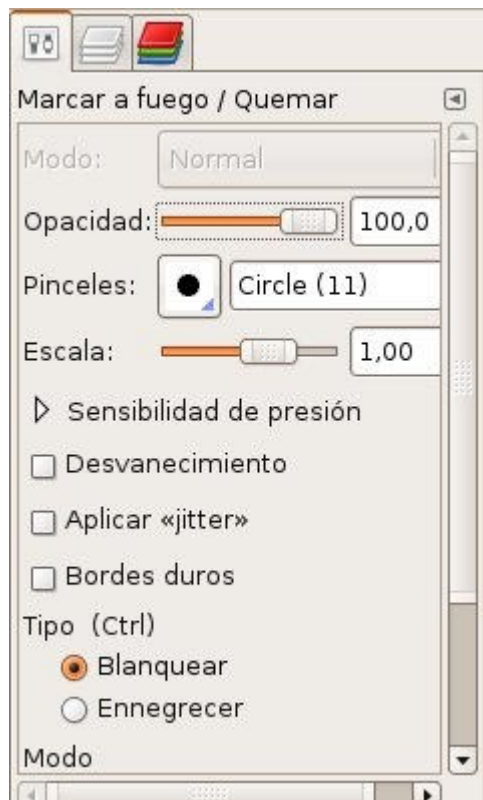 Marcar a fuego / Quemar
Modo: Normal
Opacidad: 100,0
Pinceles: Circle (11)
Escala: 1,00
Sensibilidad de presión
Desvanecimiento
Aplicar «jitter»
Bordes duros
Tipo (Ctrl)
Blanquear
Ennegrecer
Modo